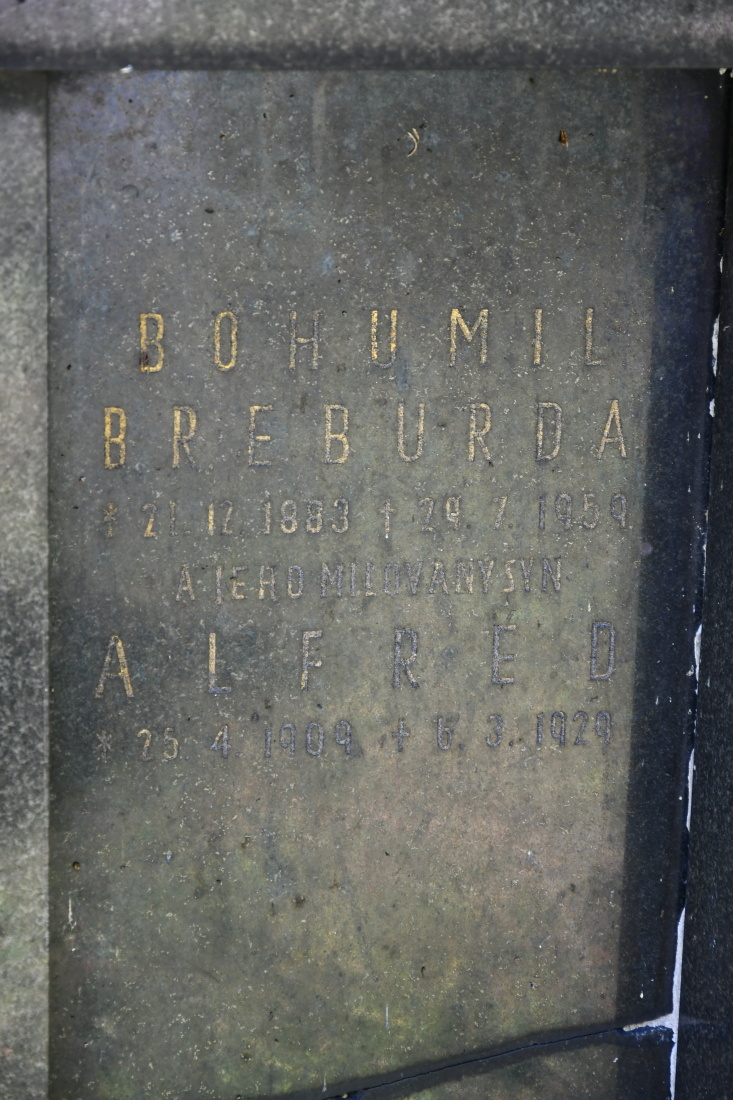 BOHUMIL
BREBURDA
* 21. 12. 1883 † 29. 7. 1959
A JEHO MILOVANÝ SYN
ALFRED
* 25. 4. 1909 † 6. 3. 1929